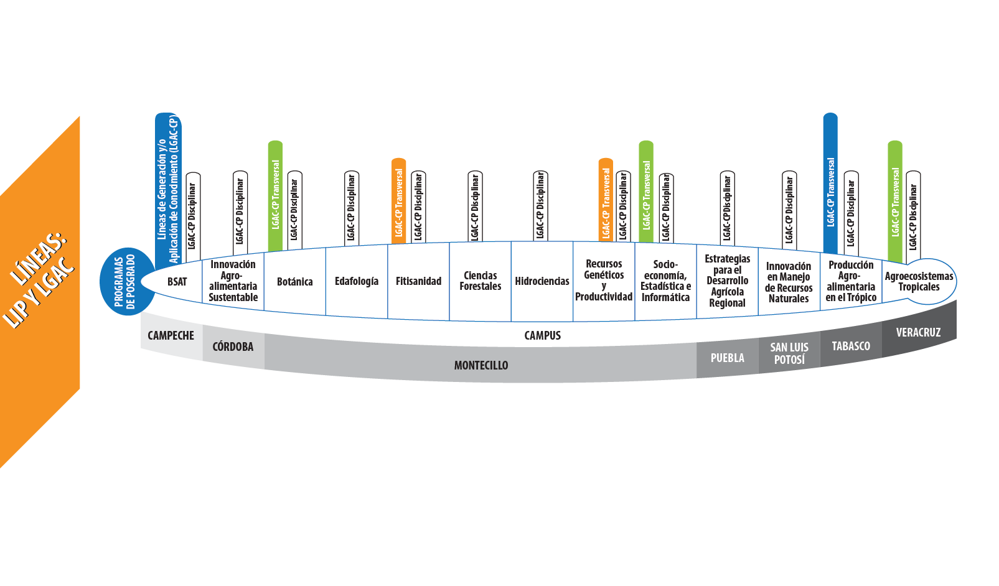 LÍNEAS:
LIP Y LGAC
PROGRAMAS
DE POSGRADO
Líneas de Generación y/o
Aplicación de Conocimiento (LGAC-CP)
LGAC-CP Disciplinar
LGAC-CP Disciplinar
LGAC-CP Transversal
LGAC-CP Disciplinar
LGAC-CP Disciplinar
LGAC-CP Transversal
LGAC-CP Disciplinar
LGAC-CP Disciplinar
LGAC-CP Disciplinar
LGAC-CP Transversal
LGAC-CP Disciplinar
LGAC-CP Transversal
LGAC-CP Disciplinar
LGAC-CPDisciplinar
LGAC-CP Disciplinar
LGAC-CP Transversal
LGAC-CP Disciplinar
LGAC-CP Transversal
LGAC-CP Disciplinar
BSAT
Innovación
Agro-
alimentaria
Sustentable
Botánica
Edafología
Fitisanidad
Ciencias
Forestales
Hidrociencias
Recursos
Genéticos
y
Productividad
Socio-
economía,
Estadística e
Informática
Estrategias
para el
Desarrollo
Agrícola
Regional
Innovación
en Manejo
de Recursos
Naturales
Producción
Agro-
alimentaria
en el Trópico
Agroecosistemas
Tropicales
CAMPUS
CAMPECHE
CÓRDOBA
MONTECILLO
PUEBLA
SAN LUIS
POTOSÍ
TABASCO
VERACRUZ